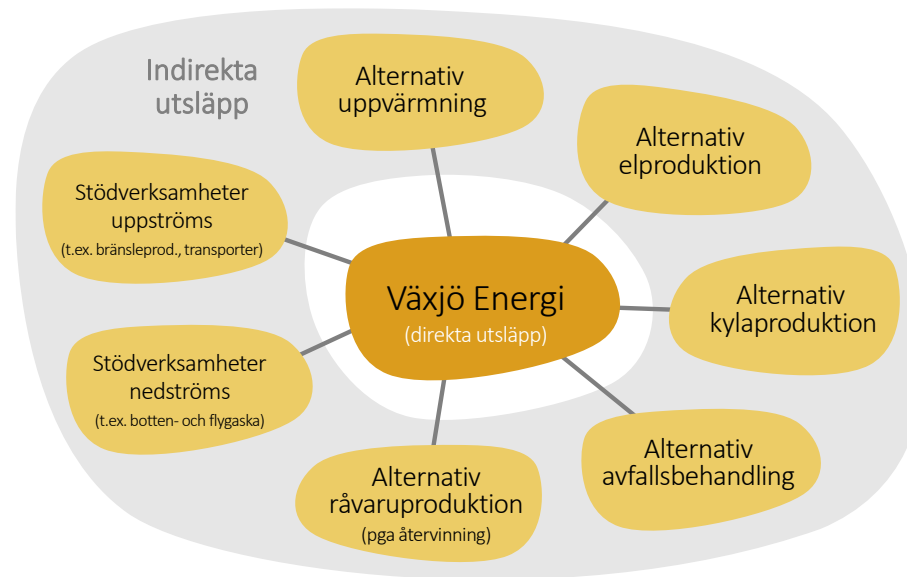 Indirekta
utsläpp
Alternativ
uppvärmning
Alternativ
elproduktion
Stödverksamheter
uppströms
(t.ex. bränsleprod., transporter)
Växjö Energi
(direkta utsläpp)
Alternativ
kylaproduktion
Stödverksamheter
nedströms
(t.ex. botten- och flygaska)
Alternativ
avfallsbehandling
Alternativ
råvaruproduktion
(pga återvinning)